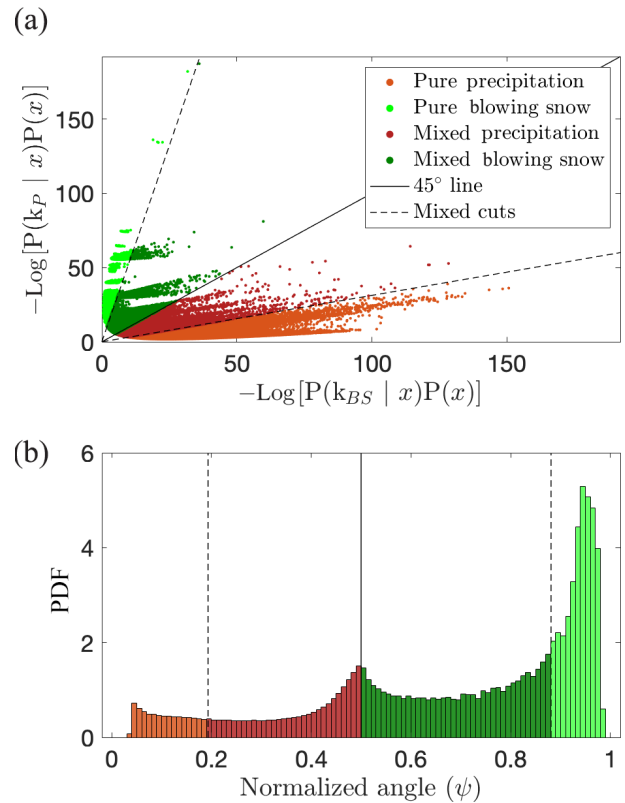 (a)
−Log[P(k_P | x)P(x)]
150
100
50
0
Pure precipitation
Pure blowing snow
Mixed precipitation
Mixed blowing snow
45° line
Mixed cuts
0 50 100 150
−Log[P(k_BS | x)P(x)]
(b)
PDF
6
4
2
0
0 0.2 0.4 0.6 0.8 1
Normalized angle (ψ)